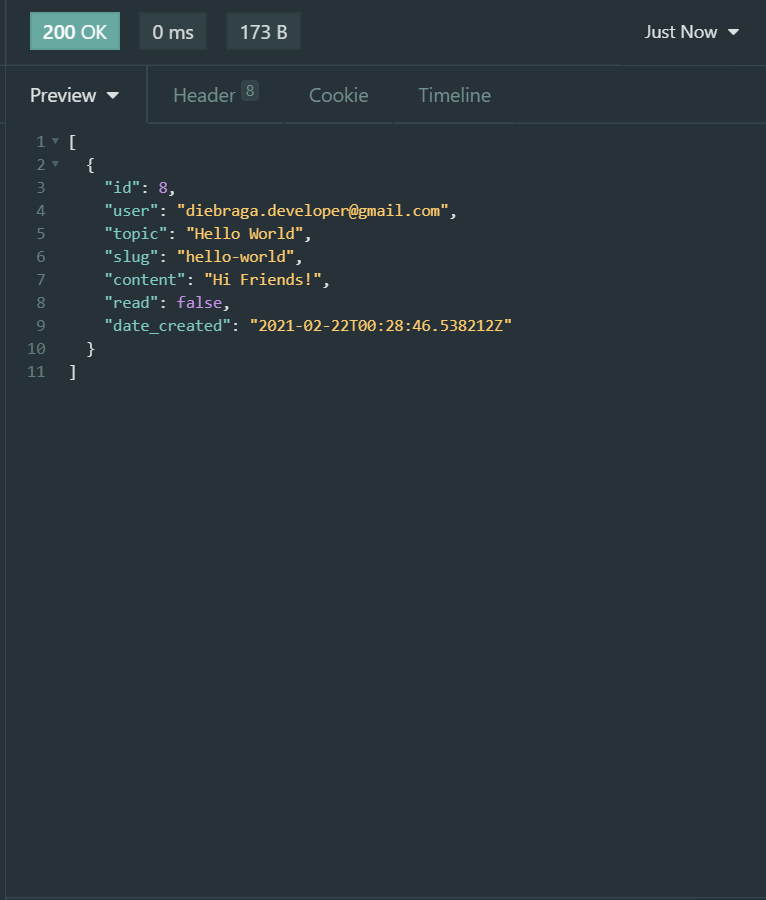 200 OK 0 ms 173 B Just Now
Preview Header 8 Cookie Timeline
1 [
2 {
3 "id": 8,
4 "user": "diebraga.developer@gmail.com",
5 "topic": "Hello World",
6 "slug": "hello-world",
7 "content": "Hi Friends!",
8 "read": false,
9 "date_created": "2021-02-22T00:28:46.538212Z"
10 }
11 ]